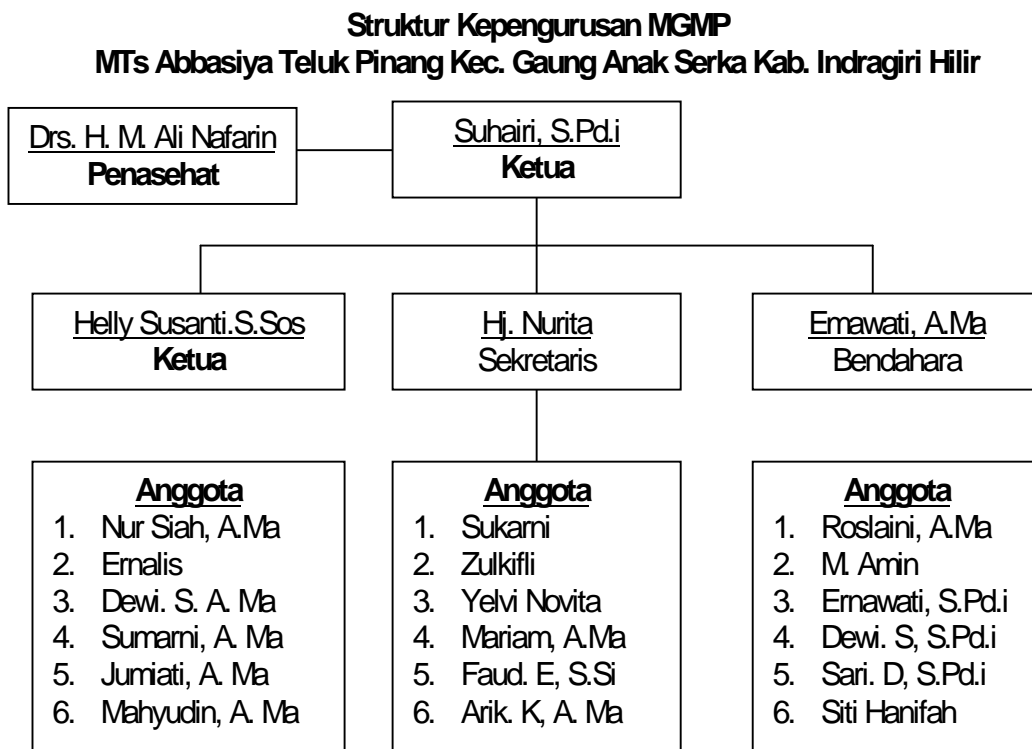 Struktur Kepengurusan MGMP
MTs Abbasiya Teluk Pinang Kec. Gaung Anak Serka Kab. Indragiri Hilir
Drs. H. M. Ali Nafarin
Penasehat
Suhairi, S.Pd.i
Ketua
Helly Susanti.S.Sos
Ketua
Hj. Nurita
Sekretaris
Emawati, A.Ma
Bendahara
Anggota
1. Nur Siah, A.Ma
2. Ernalis
3. Dewi. S. A. Ma
4. Sumarni, A. Ma
5. Jumiati, A. Ma
6. Mahyudin, A. Ma
Anggota
1. Sukarni
2. Zulkifli
3. Yelvi Novita
4. Mariam, A.Ma
5. Faud. E, S.Si
6. Arik. K, A. Ma
Anggota
1. Roslaini, A.Ma
2. M. Amin
3. Ernawati, S.Pd.i
4. Dewi. S, S.Pd.i
5. Sari. D, S.Pd.i
6. Siti Hanifah